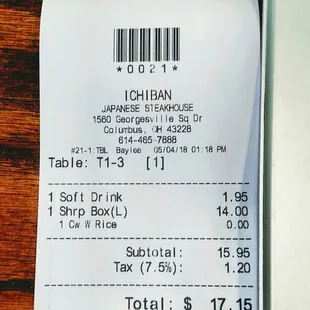 *0021*
ICHIBAN
JAPANESE STEAKHOUSE
1560 Georgesville Sq Dr
Columbus, OH 43228
614-465-7888
#21-1:TBL Baylee 05/04/18 01:18 PM
Table: T1-3 [1]
1 Soft Drink 1.95
1 Shrp Box(L) 14.00
1 Cw W Rice 0.00
Subtotal: 15.95
Tax (7.5%): 1.20
Total: $ 17.15